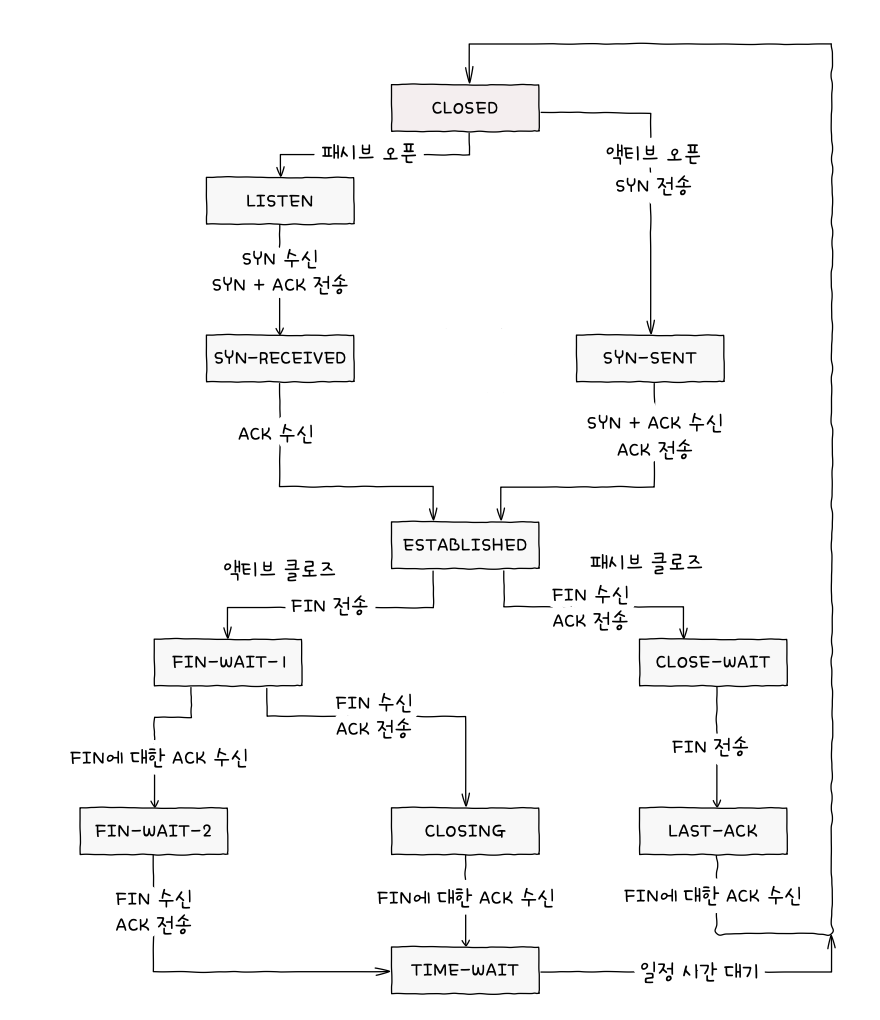 CLOSED
패시브 오픈
액티브 오픈
SYN 전송
LISTEN
SYN 수신
SYN + ACK 전송
SYN-RECEIVED
SYN-SENT
ACK 수신
SYN + ACK 수신
ACK 전송
ESTABLISHED
액티브 클로즈
패시브 클로즈
FIN 전송
FIN 수신
ACK 전송
FIN-WAIT-1
CLOSE-WAIT
FIN 수신
ACK 전송
FIN에 대한 ACK 수신
FIN 전송
FIN-WAIT-2
CLOSING
LAST-ACK
FIN 수신
ACK 전송
FIN에 대한 ACK 수신
FIN에 대한 ACK 수신
TIME-WAIT
일정 시간 대기